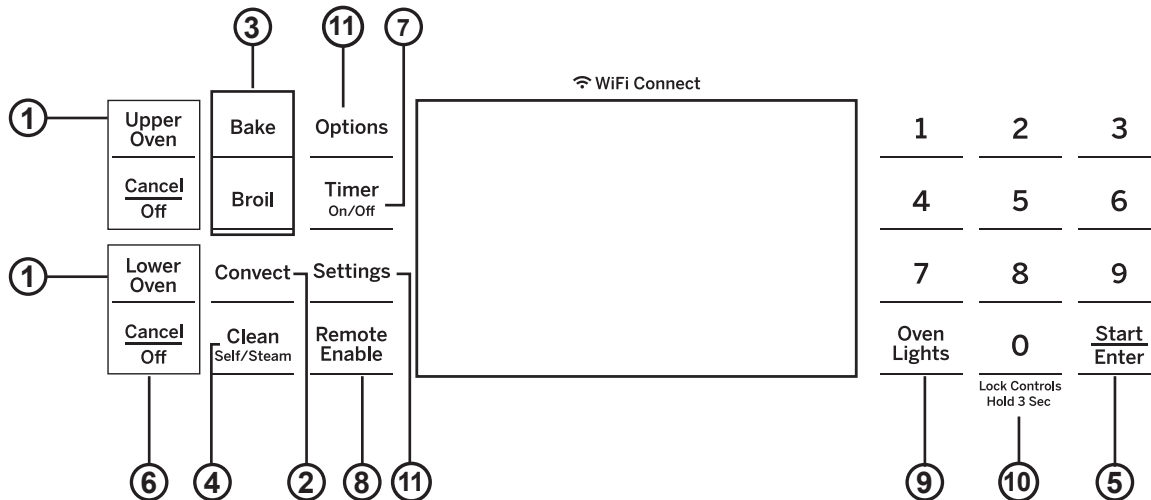 3
11
7
WiFi Connect
1
Upper
Oven
Bake
Options
1
2
3
Cancel
Off
Broil
Timer
On/Off
4
5
6
1
Lower
Oven
Convect
Settings
7
8
9
Cancel
Off
Clean
Self/Steam
Remote
Enable
Oven
Lights
0
Start
Enter
Lock Controls
Hold 3 Sec
6
4
2
8
11
9
10
5